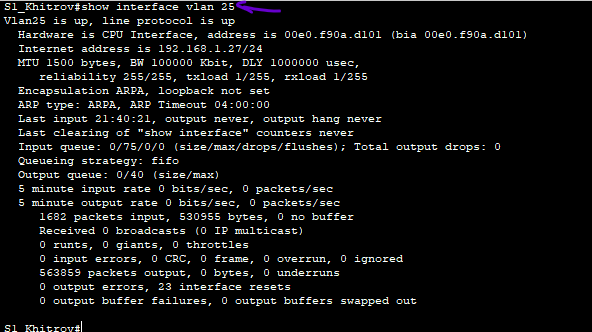 S1_Khitrov#show interface vlan 25
Vlan25 is up, line protocol is up
Hardware is CPU Interface, address is 00e0.f90a.d101 (bia 00e0.f90a.d101)
Internet address is 192.168.1.27/24
MTU 1500 bytes, BW 100000 Kbit, DLY 1000000 usec,
reliability 255/255, txload 1/255, rxload 1/255
Encapsulation ARPA, loopback not set
ARP type: ARPA, ARP Timeout 04:00:00
Last input 21:40:21, output never, output hang never
Last clearing of "show interface" counters never
Input queue: 0/75/0/0 (size/max/drops/flushes); Total output drops: 0
Queueing strategy: fifo
Output queue: 0/40 (size/max)
5 minute input rate 0 bits/sec, 0 packets/sec
5 minute output rate 0 bits/sec, 0 packets/sec
1682 packets input, 530955 bytes, 0 no buffer
Received 0 broadcasts (0 IP multicast)
0 runts, 0 giants, 0 throttles
0 input errors, 0 CRC, 0 frame, 0 overrun, 0 ignored
563859 packets output, 0 bytes, 0 underruns
0 output errors, 23 interface resets
0 output buffer failures, 0 output buffers swapped out
S1_Khitrov#